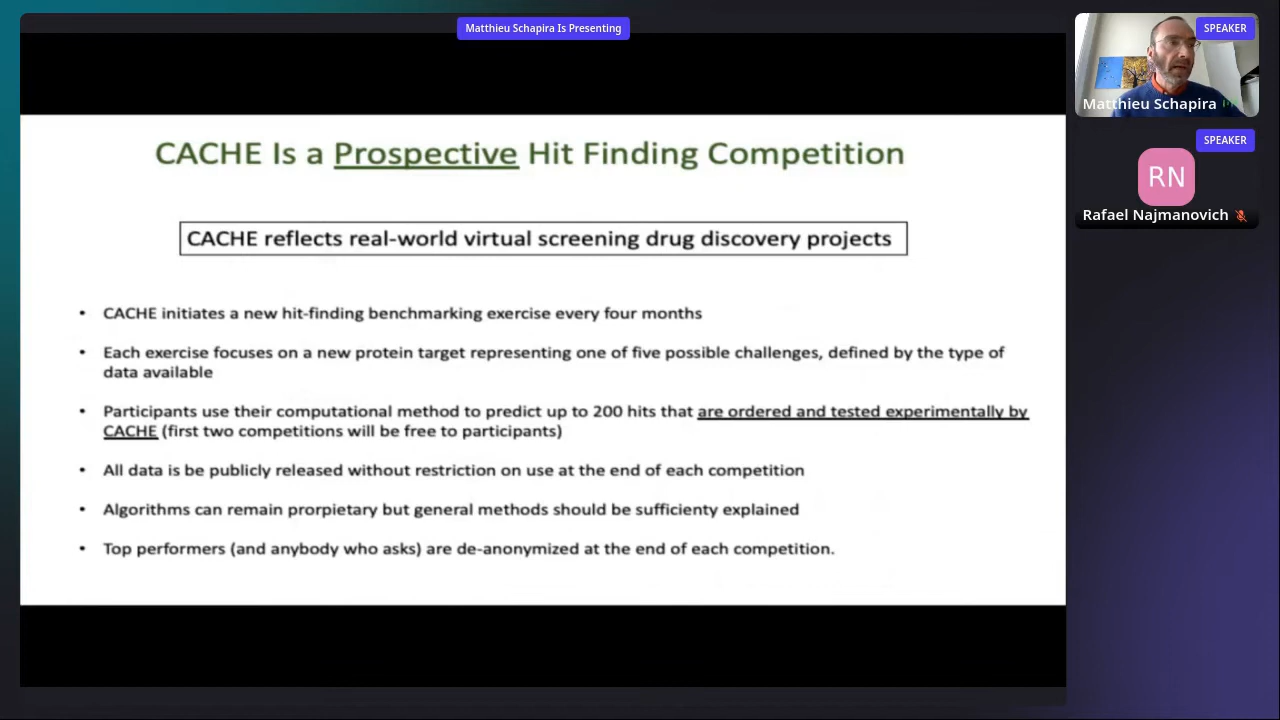 Matthieu Schapira Is Presenting
SPEAKER
Matthieu Schapira
SPEAKER
RN
Rafael Najmanovich
CACHE Is a Prospective Hit Finding Competition
CACHE reflects real-world virtual screening drug discovery projects
• CACHE initiates a new hit-finding benchmarking exercise every four months
• Each exercise focuses on a new protein target representing one of five possible challenges, defined by the type of
data available
• Participants use their computational method to predict up to 200 hits that are ordered and tested experimentally by
CACHE (first two competitions will be free to participants)
• All data is be publicly released without restriction on use at the end of each competition
• Algorithms can remain prorpietary but general methods should be sufficienty explained
• Top performers (and anybody who asks) are de-anonymized at the end of each competition.